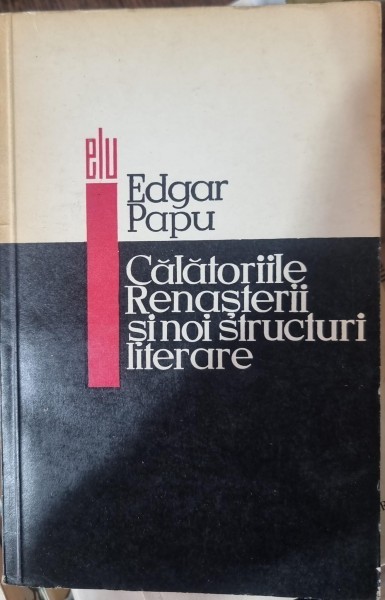 elu
Edgar
Papu
Călătoriile
Renașterii
și noi structuri
literare